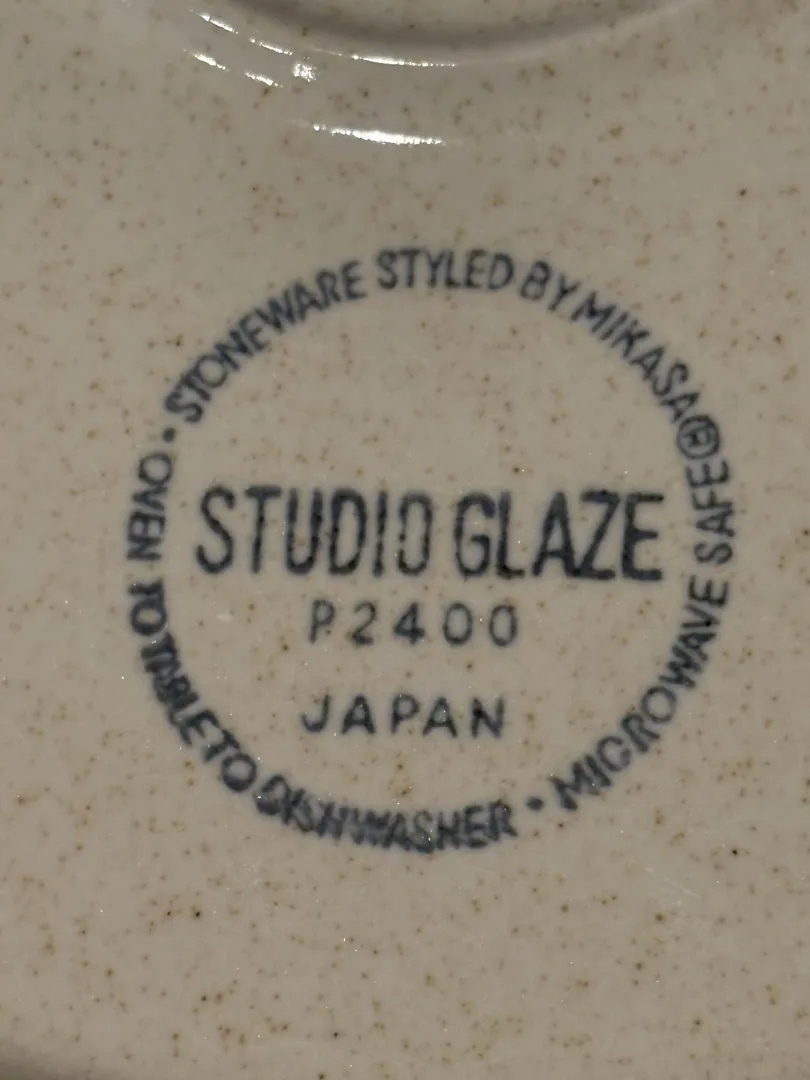 • STONEWARE STYLED BY MIKASA® MICROWAVE SAFE
STUDIO GLAZE
P2400
JAPAN
OVEN TO TABLE TO DISHWASHER •